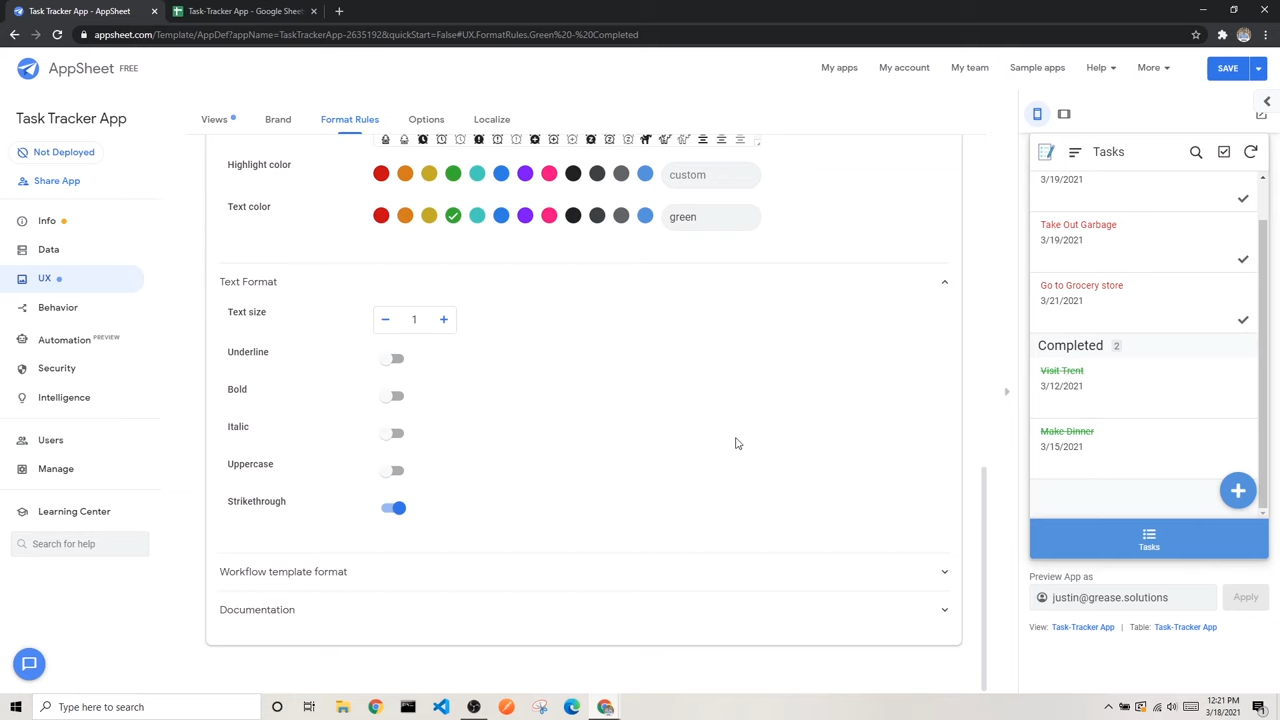 Task Tracker App - AppSheet
Task-Tracker App - Google Sheet
appsheet.com/Template/AppDef?appName=TaskTrackerApp-2635192&quickStart=False#UX.FormatRules.Green%20-%20Completed
AppSheet FREE
My apps
My account
My team
Sample apps
Help
More
SAVE
Task Tracker App
Not Deployed
Share App
Info
Data
UX
Behavior
Automation PREVIEW
Security
Intelligence
Users
Manage
Learning Center
Search for help
Views
Brand
Format Rules
Options
Localize
Highlight color
custom
Text color
green
Text Format
Text size
1
Underline
Bold
Italic
Uppercase
Strikethrough
Workflow template format
Documentation
Tasks
3/19/2021
Take Out Garbage
3/19/2021
Go to Grocery store
3/21/2021
Completed 2
Visit Trent
3/12/2021
Make Dinner
3/15/2021
Tasks
Preview App as
justin@grease.solutions
Apply
View: Task-Tracker App | Table: Task-Tracker App
Type here to search
12:21 PM
3/18/2021